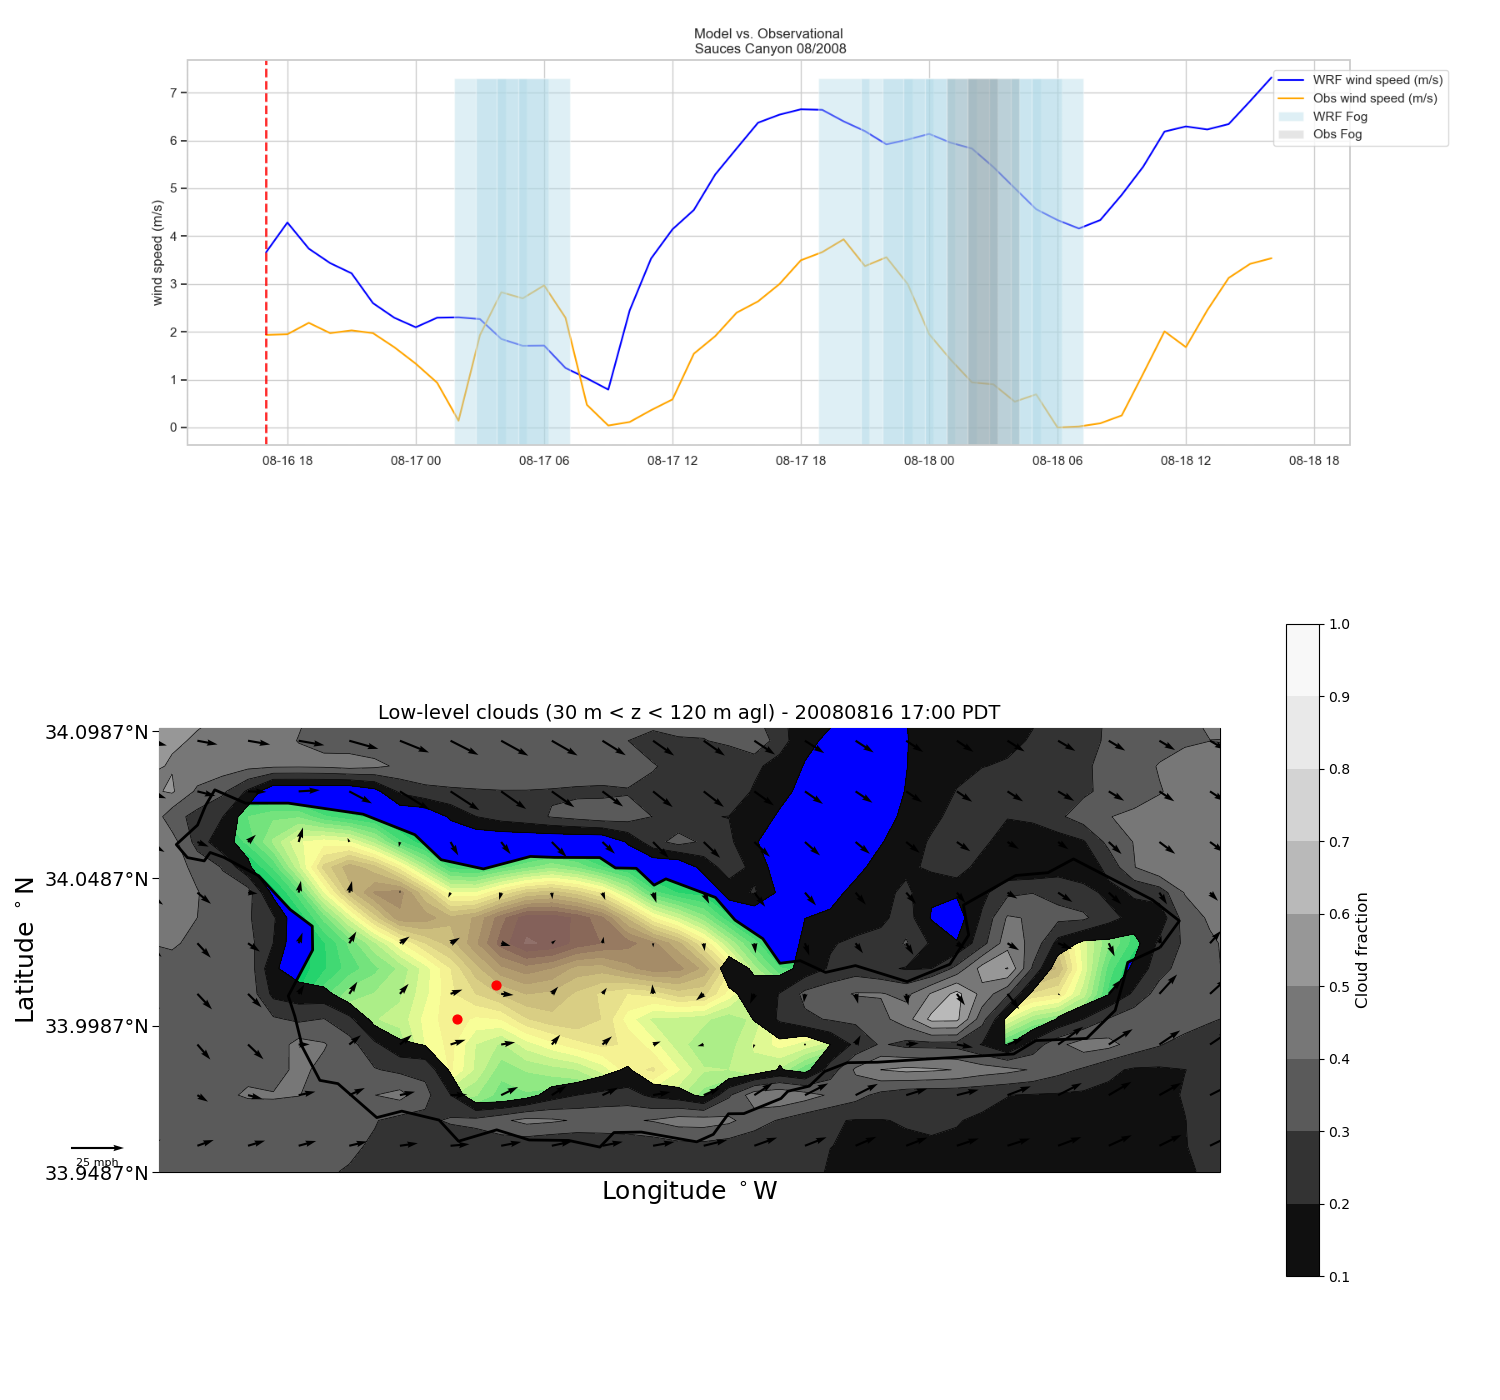 Model vs. Observational
Sauces Canyon 08/2008
WRF wind speed (m/s)
Obs wind speed (m/s)
WRF Fog
Obs Fog
wind speed (m/s)
7
6
5
4
3
2
1
0
08-16 18
08-17 00
08-17 06
08-17 12
08-17 18
08-18 00
08-18 06
08-18 12
08-18 18
Low-level clouds (30 m < z < 120 m agl) - 20080816 17:00 PDT
34.0987°N
34.0487°N
33.9987°N
33.9487°N
Latitude °N
25 mph
Longitude °W
1.0
0.9
0.8
0.7
0.6
0.5
0.4
0.3
0.2
0.1
Cloud fraction